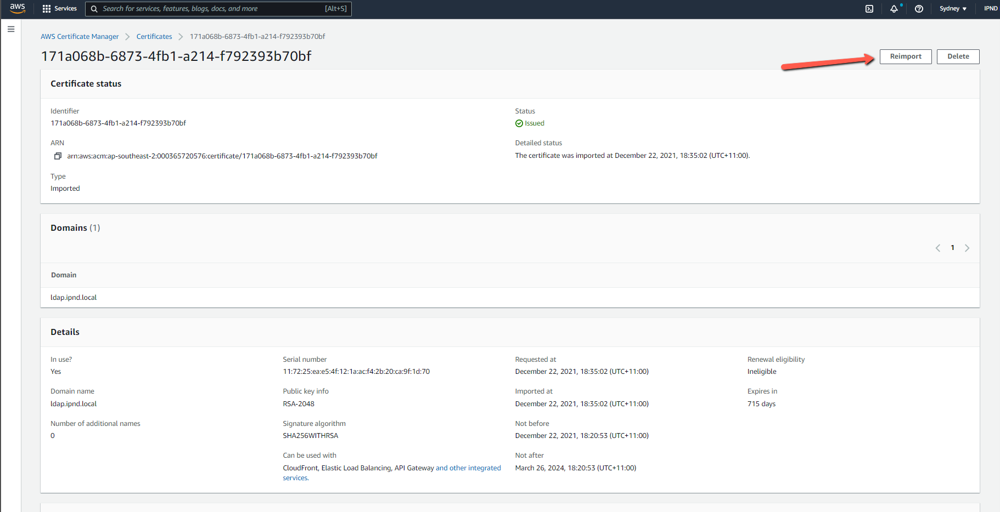 aws
Services
Search for services, features, blogs, docs, and more
[Alt+S]
Sydney
IPND
AWS Certificate Manager
Certificates
171a068b-6873-4fb1-a214-f792393b70bf
171a068b-6873-4fb1-a214-f792393b70bf
Reimport
Delete
Certificate status
Identifier
171a068b-6873-4fb1-a214-f792393b70bf
Status
Issued
ARN
arn:aws:acm:ap-southeast-2:000365720576:certificate/171a068b-6873-4fb1-a214-f792393b70bf
Detailed status
The certificate was imported at December 22, 2021, 18:35:02 (UTC+11:00).
Type
Imported
Domains (1)
1
Domain
ldap.ipnd.local
Details
In use?
Yes
Serial number
11:72:25:ea:e5:4f:12:1a:ac:f4:2b:20:ca:9f:1d:70
Requested at
December 22, 2021, 18:35:02 (UTC+11:00)
Renewal eligibility
Ineligible
Domain name
ldap.ipnd.local
Public key info
RSA-2048
Imported at
December 22, 2021, 18:35:02 (UTC+11:00)
Expires in
715 days
Number of additional names
0
Signature algorithm
SHA256WITHRSA
Not before
December 22, 2021, 18:20:53 (UTC+11:00)
Can be used with
CloudFront, Elastic Load Balancing, API Gateway and other integrated
services.
Not after
March 26, 2024, 18:20:53 (UTC+11:00)